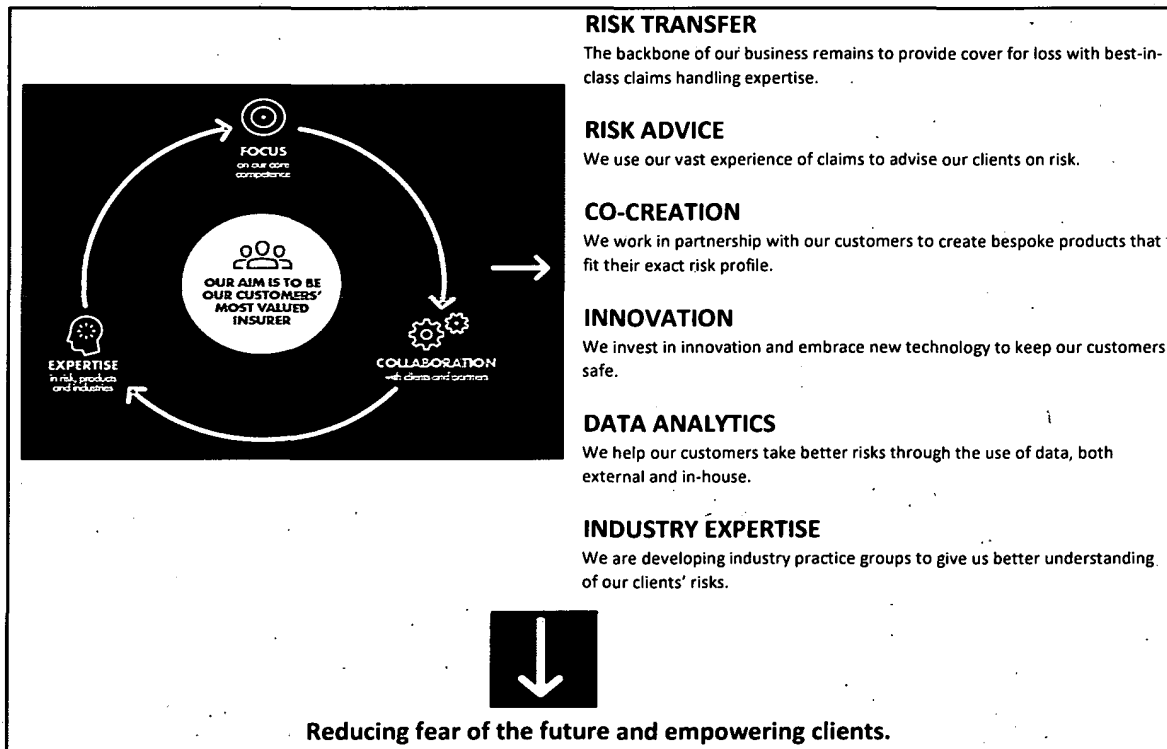 FOCUS
on our core
competence
OUR AIM IS TO BE
OUR CUSTOMERS'
MOST VALUED
INSURER
EXPERTISE
in risk, products
and industries
COLLABORATION
with clients and partners
RISK TRANSFER
The backbone of our business remains to provide cover for loss with best-in-
class claims handling expertise.
RISK ADVICE
We use our vast experience of claims to advise our clients on risk.
CO-CREATION
We work in partnership with our customers to create bespoke products that
fit their exact risk profile.
INNOVATION
We invest in innovation and embrace new technology to keep our customers
safe.
DATA ANALYTICS
We help our customers take better risks through the use of data, both
external and in-house.
INDUSTRY EXPERTISE
We are developing industry practice groups to give us better understanding
of our clients' risks.
Reducing fear of the future and empowering clients.